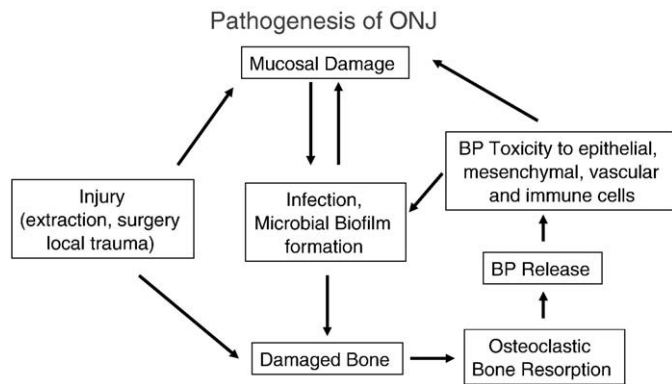 Pathogenesis of ONJ
Mucosal Damage
BP Toxicity to epithelial,
mesenchymal, vascular
and immune cells
Injury
(extraction, surgery
local trauma)
Infection,
Microbial Biofilm
formation
BP Release
Damaged Bone
Osteoclastic
Bone Resorption